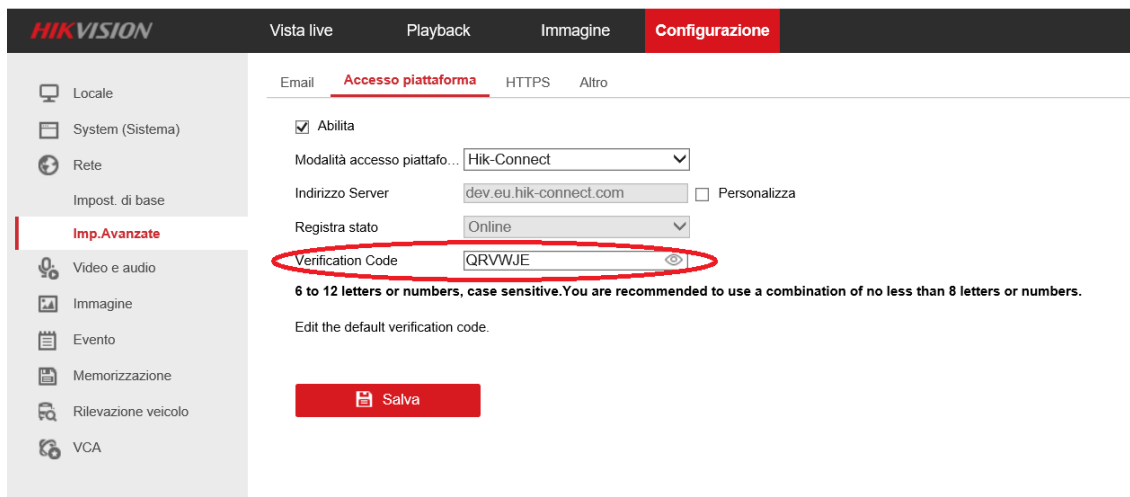 HIKVISION Vista live Playback Immagine Configurazione
Email Accesso piattaforma HTTPS Altro
Locale
System (Sistema)
Rete
Impost. di base
Imp.Avanzate
Video e audio
Immagine
Evento
Memorizzazione
Rilevazione veicolo
VCA
Abilita
Modalità accesso piattafo... Hik-Connect
Indirizzo Server dev.eu.hik-connect.com Personalizza
Registra stato Online
Verification Code QRVWJE
6 to 12 letters or numbers, case sensitive.You are recommended to use a combination of no less than 8 letters or numbers.
Edit the default verification code.
Salva